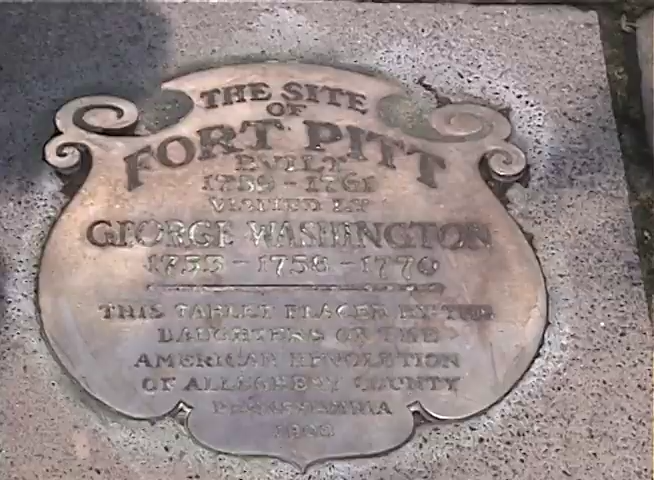 THE SITE
OF
FORT PITT
BUILT
1759-1761
VISITED BY
GEORGE WASHINGTON
1753-1758-1770
THIS TABLET PLACED BY THE
DAUGHTERS OF THE
AMERICAN REVOLUTION
OF ALLEGHENY COUNTY
PENNSYLVANIA